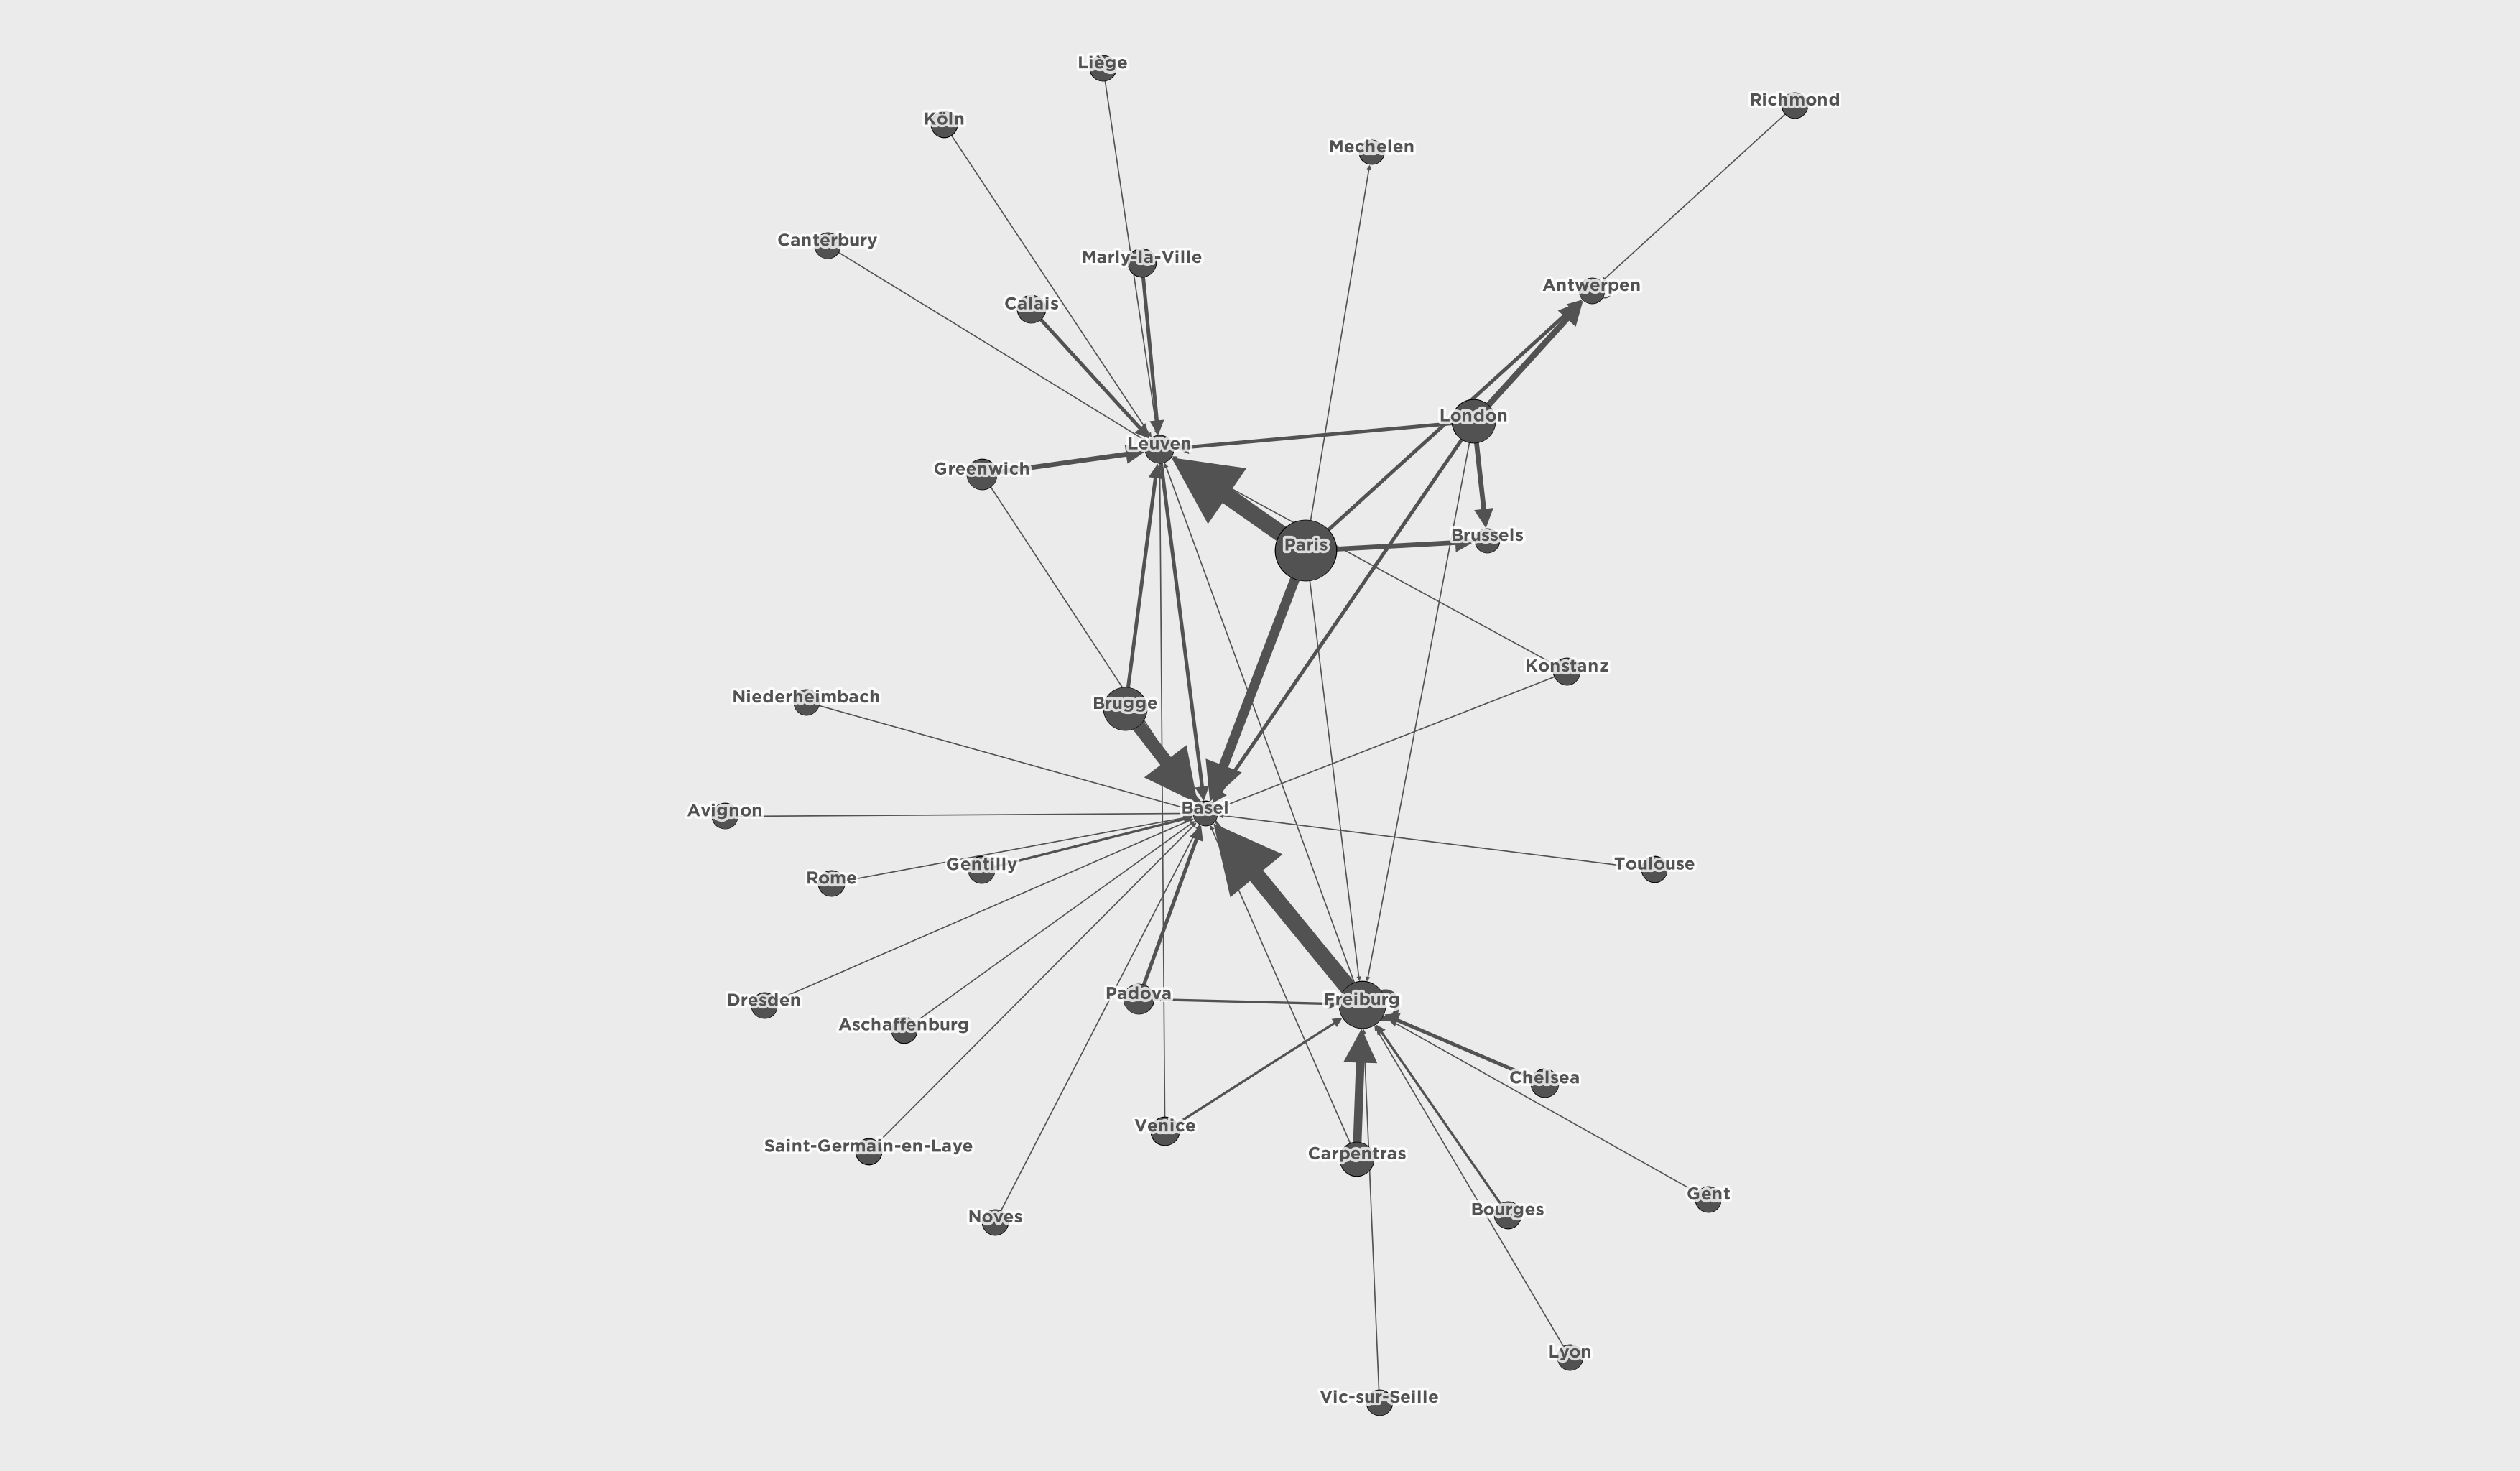 Liège
Richmond
Köln
Mechelen
Canterbury
Marly-la-Ville
Antwerpen
Calais
London
Leuven
Greenwich
Brussels
Paris
Konstanz
Niederheimbach
Brugge
Basel
Avignon
Gentilly
Toulouse
Rome
Padova
Freiburg
Dresden
Aschaffenburg
Chelsea
Venice
Saint-Germain-en-Laye
Carpentras
Gent
Bourges
Noves
Lyon
Vic-sur-Seille